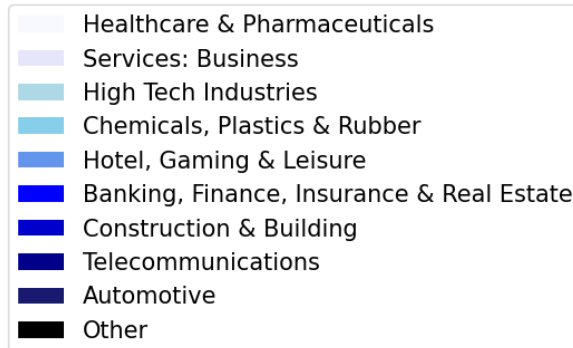 Healthcare & Pharmaceuticals
Services: Business
High Tech Industries
Chemicals, Plastics & Rubber
Hotel, Gaming & Leisure
Banking, Finance, Insurance & Real Estate
Construction & Building
Telecommunications
Automotive
Other